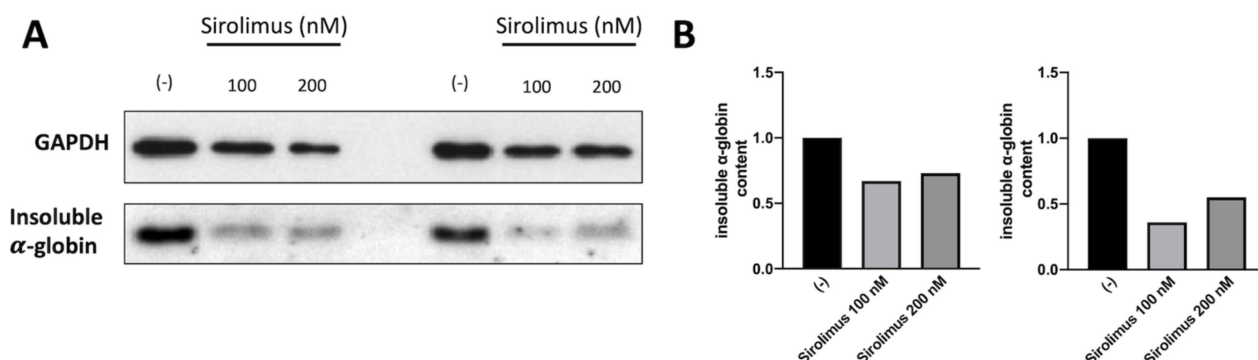 A
Sirolimus (nM)
Sirolimus (nM)
(-)
100
200
(-)
100
200
GAPDH
Insoluble
α-globin
B
insoluble α-globin
content
1.5
1.0
0.5
0.0
(-)
Sirolimus 100 nM
Sirolimus 200 nM
insoluble α-globin
content
1.5
1.0
0.5
0.0
(-)
Sirolimus 100 nM
Sirolimus 200 nM